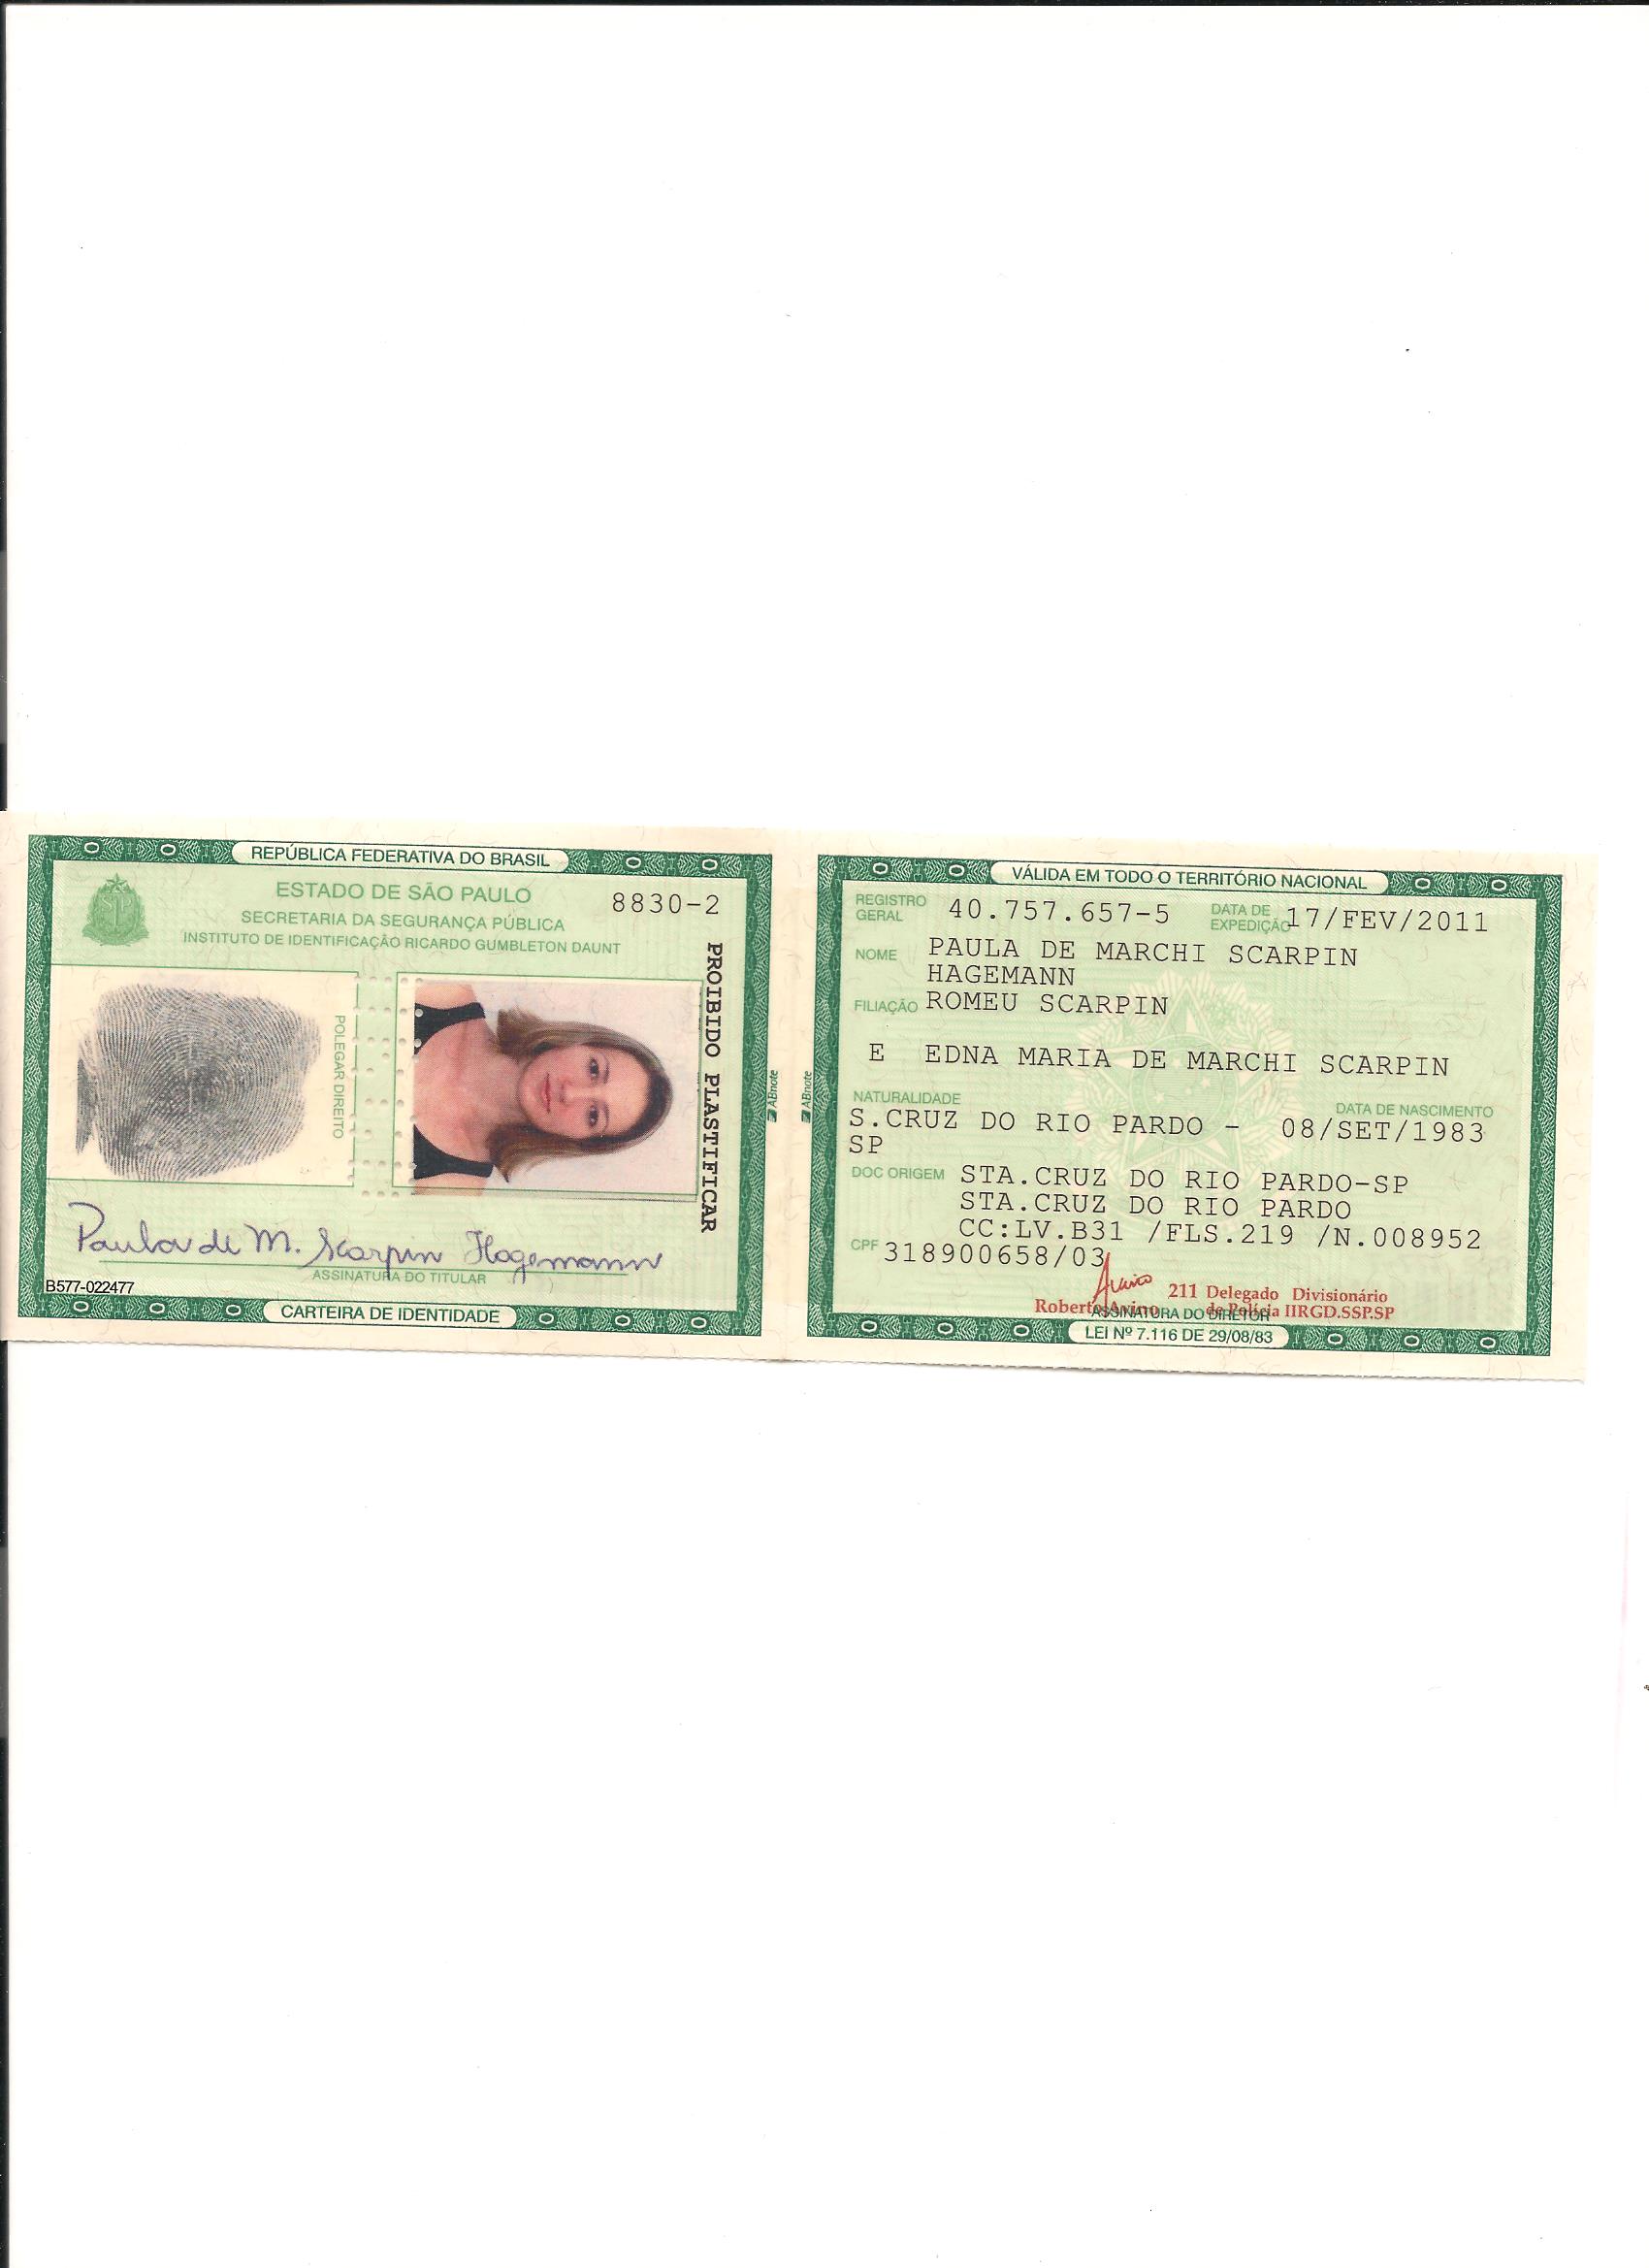 REPÚBLICA FEDERATIVA DO BRASIL
ESTADO DE SÃO PAULO
8830-2
SECRETARIA DA SEGURANÇA PÚBLICA
INSTITUTO DE IDENTIFICAÇÃO RICARDO GUMBLETON DAUNT
POLEGAR DIREITO
PROIBIDO PLASTIFICAR
Paula de M. Scarpin Hagemann
ASSINATURA DO TITULAR
B577-022477
CARTEIRA DE IDENTIDADE
ABnote
ABnote
VÁLIDA EM TODO O TERRITÓRIO NACIONAL
REGISTRO GERAL 40.757.657-5 DATA DE EXPEDIÇÃO 17/FEV/2011
NOME PAULA DE MARCHI SCARPIN
HAGEMANN
FILIAÇÃO ROMEU SCARPIN
E EDNA MARIA DE MARCHI SCARPIN
NATURALIDADE DATA DE NASCIMENTO
S.CRUZ DO RIO PARDO - 08/SET/1983
SP
DOC ORIGEM STA.CRUZ DO RIO PARDO-SP
STA.CRUZ DO RIO PARDO
CC:LV.B31 /FLS.219 /N.008952
CPF 318900658/03
211 Delegado Divisionário
Roberto Avino de Polícia IIRGD.SSP.SP
ASSINATURA DO DIRETOR
LEI Nº 7.116 DE 29/08/83